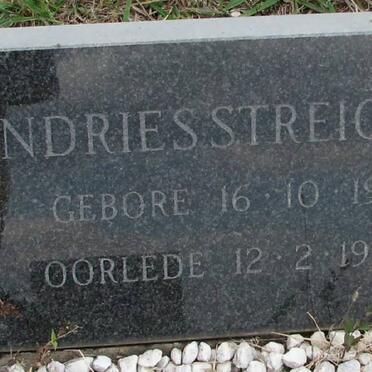 NDRIES STREIC
GEBORE 16 · 10 · 19
OORLEDE 12 · 2 · 19